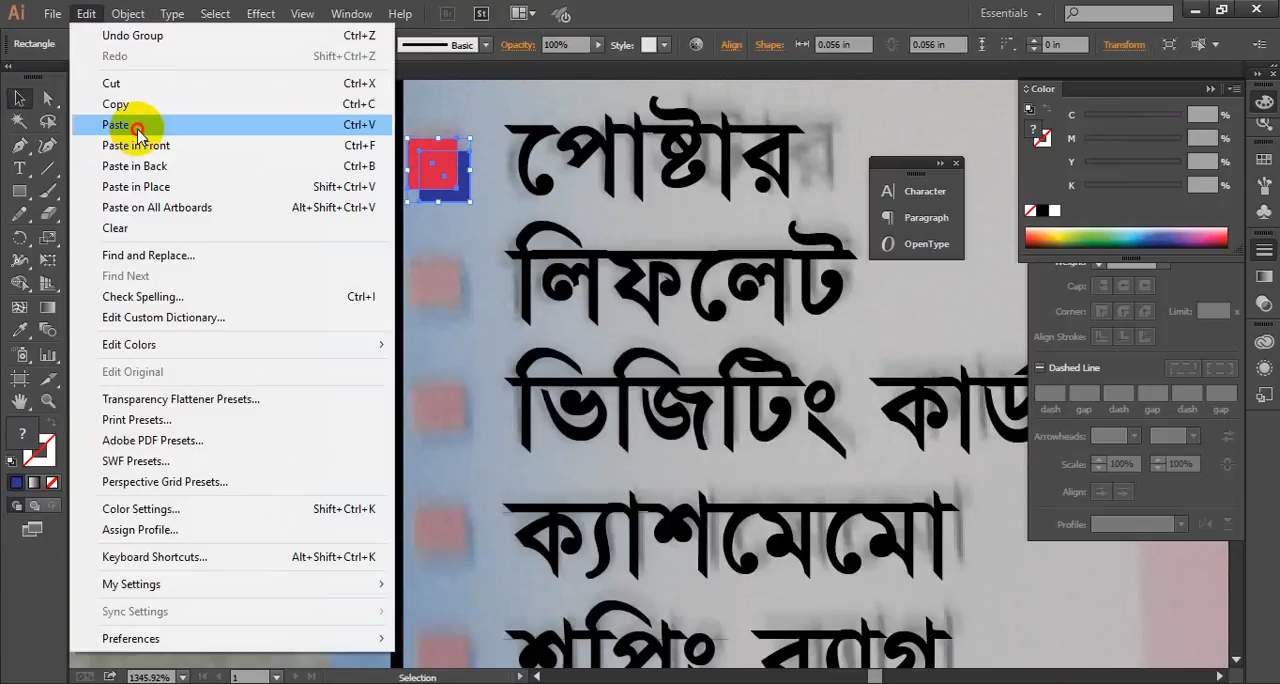 Ai File Edit Object Type Select Effect View Window Help Br St Essentials
Rectangle Basic Opacity: 100% Style: Align Shape: 0.056 in 0.056 in 0 in Transform
Undo Group Ctrl+Z
Redo Shift+Ctrl+Z
Cut Ctrl+X
Copy Ctrl+C
Paste Ctrl+V
Paste in Front Ctrl+F
Paste in Back Ctrl+B
Paste in Place Shift+Ctrl+V
Paste on All Artboards Alt+Shift+Ctrl+V
Clear
Find and Replace...
Find Next
Check Spelling... Ctrl+I
Edit Custom Dictionary...
Edit Colors
Edit Original
Transparency Flattener Presets...
Print Presets...
Adobe PDF Presets...
SWF Presets...
Perspective Grid Presets...
Color Settings... Shift+Ctrl+K
Assign Profile...
Keyboard Shortcuts... Alt+Shift+Ctrl+K
My Settings
Sync Settings
Preferences
পোষ্টার
লিফলেট
ভিজিটিং কার্ড
ক্যাশমেমো
শপিং ব্যাগ
Character
Paragraph
OpenType
Color
C %
M %
Y %
K %
Cap:
Corner: Limit: x
Align Stroke:
Dashed Line
dash gap dash gap dash gap
Arrowheads:
Scale: 100% 100%
Align:
Profile:
1345.92% 1 Selection